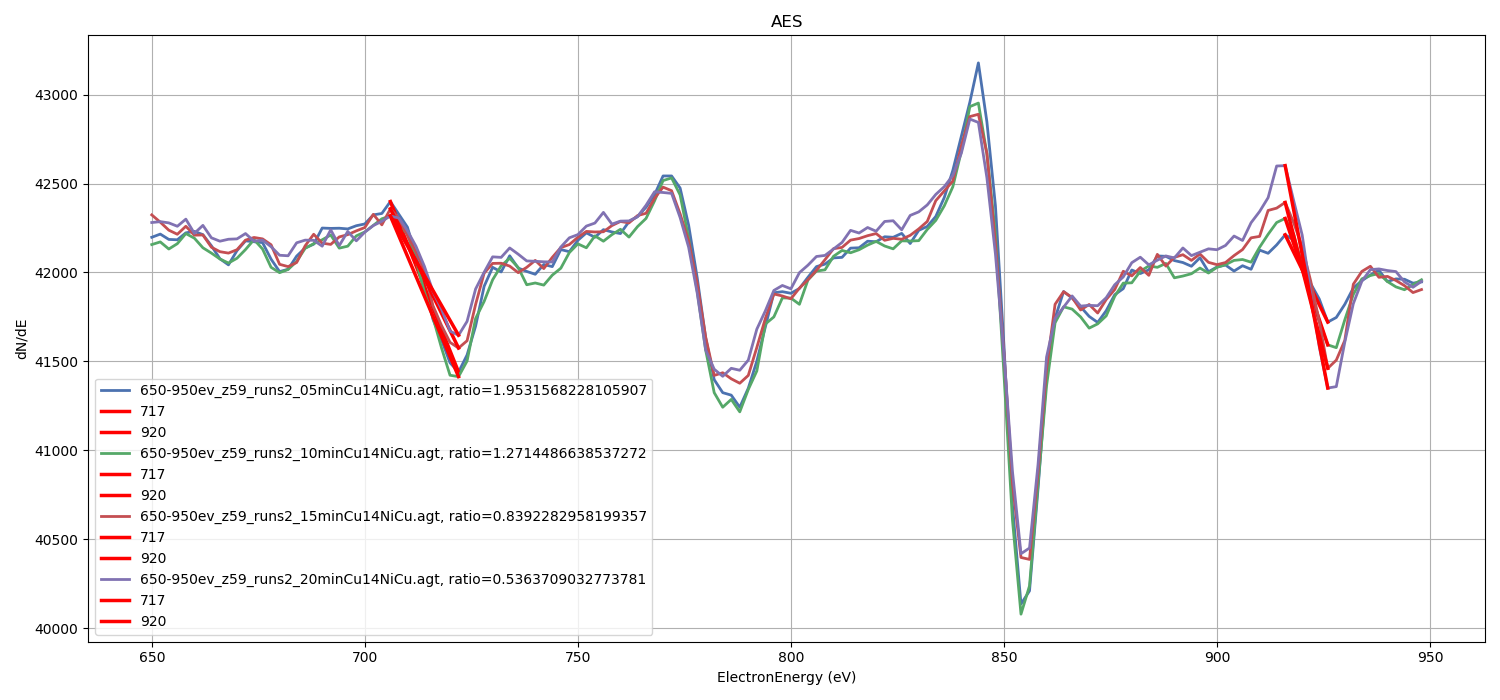 AES
43000
42500
42000
41500
41000
40500
40000
dN/dE
650-950ev_z59_runs2_05minCu14NiCu.agt, ratio=1.9531568228105907
717
920
650-950ev_z59_runs2_10minCu14NiCu.agt, ratio=1.2714486638537272
717
920
650-950ev_z59_runs2_15minCu14NiCu.agt, ratio=0.8392282958199357
717
920
650-950ev_z59_runs2_20minCu14NiCu.agt, ratio=0.5363709032773781
717
920
650 700 750 800 850 900 950
ElectronEnergy (eV)